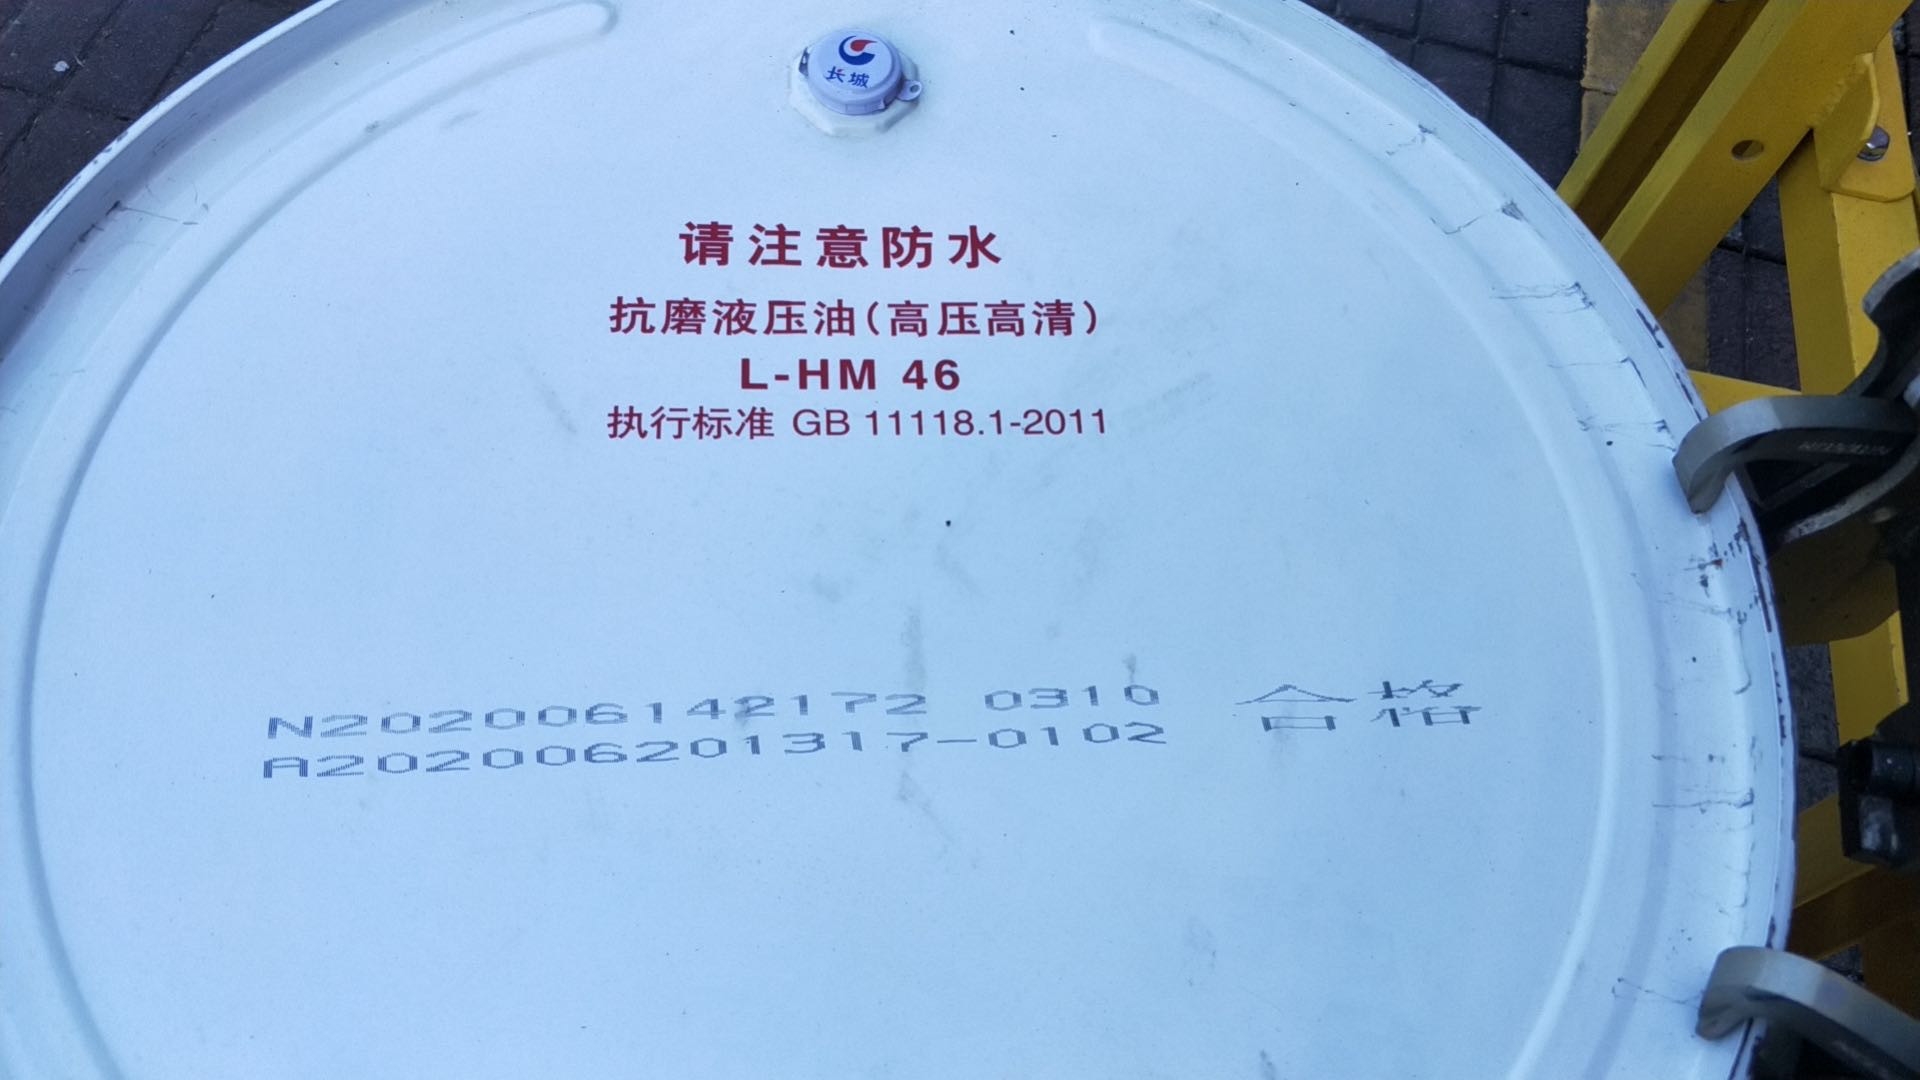 长城
请注意防水
抗磨液压油(高压高清)
L-HM 46
执行标准 GB 11118.1-2011
N202006142172 0310 合格
A202006201317-0102